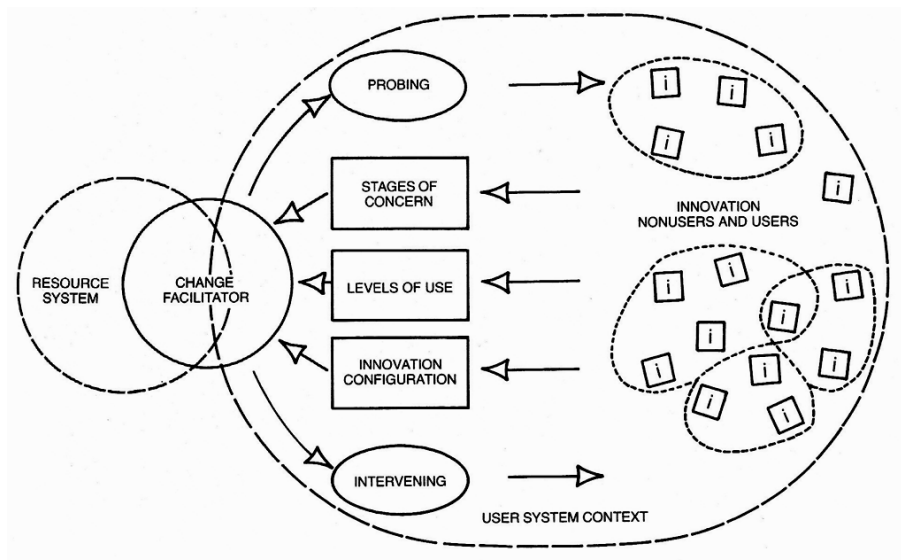 PROBING
i i
i i
STAGES OF
CONCERN
i
INNOVATION
NONUSERS AND USERS
RESOURCE
SYSTEM
CHANGE
FACILITATOR
LEVELS OF USE
i i i
i
i
INNOVATION
CONFIGURATION
i i i
i i
INTERVENING
USER SYSTEM CONTEXT